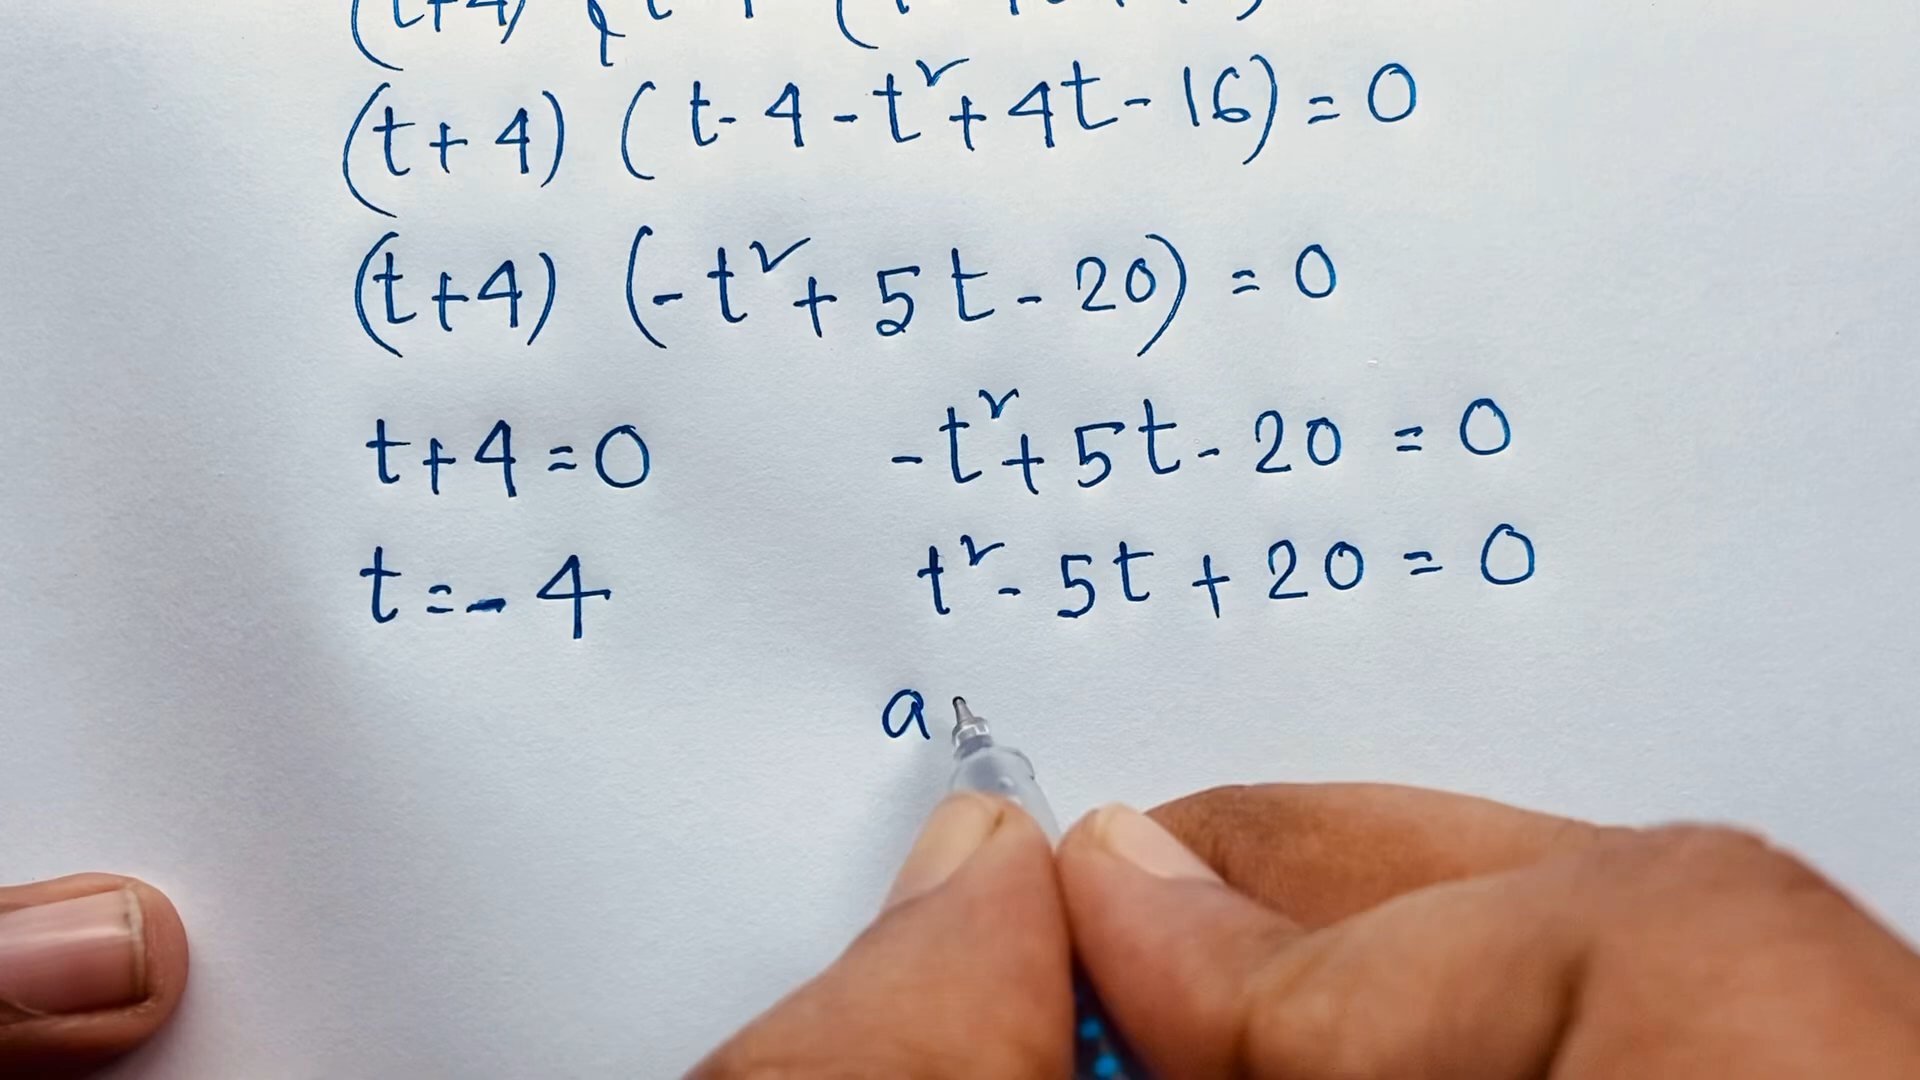 (t+4)
(t+4) (t-4-t²+4t-16)=0
(t+4) (-t²+5t-20)=0
t+4=0 -t²+5t-20=0
t=-4 t²-5t+20=0
a